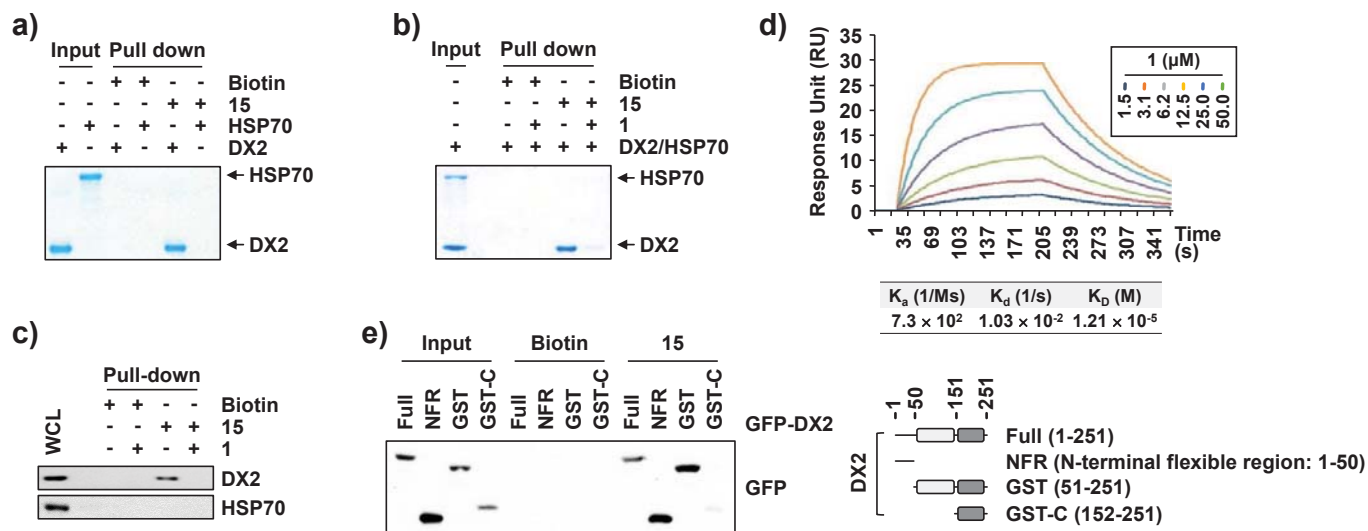 a)
Input Pull down
- - + + - - Biotin
- - - - + + 15
- + - + - + HSP70
+ - + - + - DX2
← HSP70
← DX2
b)
Input Pull down
- + + - - Biotin
- - - + + 15
- - + - + 1
+ + + + + DX2/HSP70
← HSP70
← DX2
c)
Pull-down
WCL + + - - Biotin
- - + + 15
- + - + 1
DX2
HSP70
d)
Response Unit (RU)
35
30
25
20
15
10
5
0
1 35 69 103 137 171 205 239 273 307 341 Time (s)
1 (µM)
1.5 3.1 6.2 12.5 25.0 50.0
Ka (1/Ms) Kd (1/s) KD (M)
7.3 × 10² 1.03 × 10⁻² 1.21 × 10⁻⁵
e)
Input Biotin 15
Full NFR GST GST-C Full NFR GST GST-C Full NFR GST GST-C GFP-DX2
GFP
-1 -50 -151 -251
DX2
Full (1-251)
NFR (N-terminal flexible region: 1-50)
GST (51-251)
GST-C (152-251)